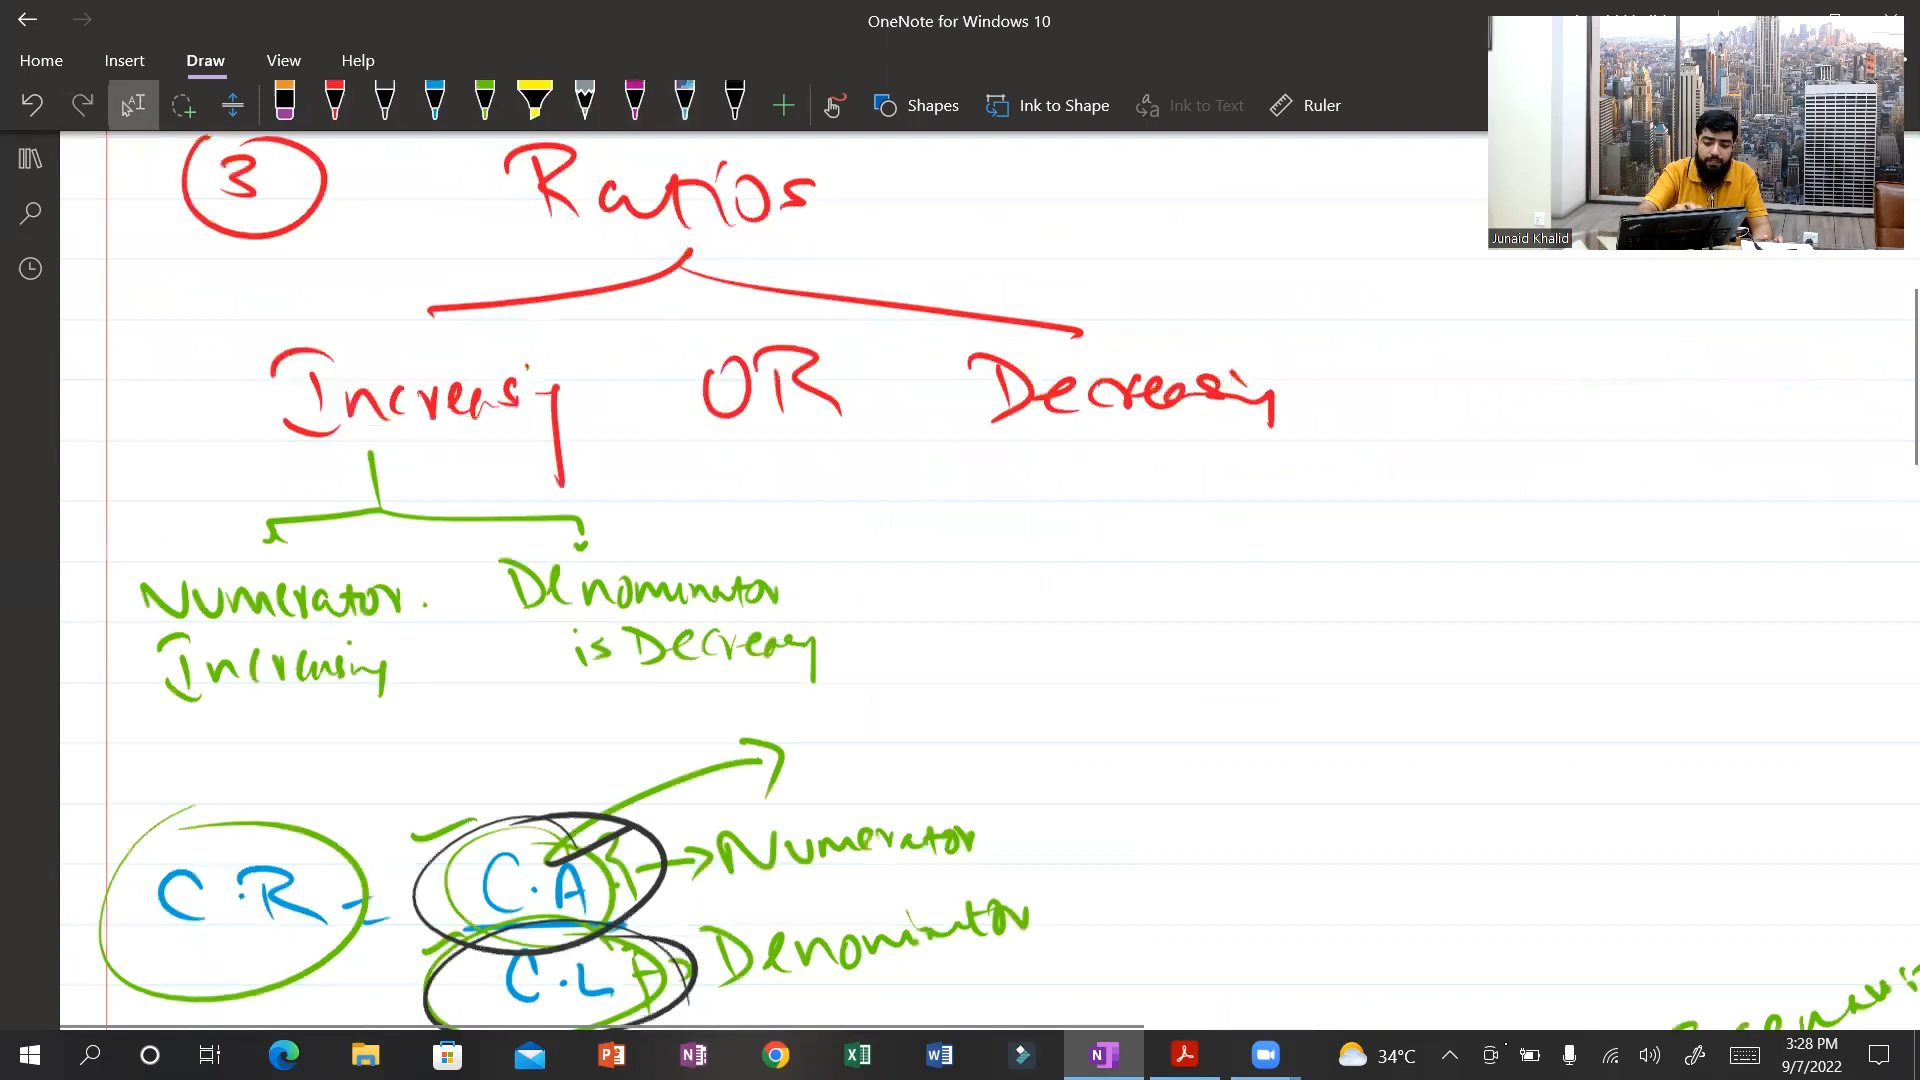 OneNote for Windows 10
Home Insert Draw View Help
Shapes Ink to Shape Ink to Text Ruler
Junaid Khalid
3 Ratios
Increasing OR Decreasing
Numerator. Denominator
Increasing is Decreasy
C.R = C.A → Numerator
C.L → Denominator
34°C
3:28 PM
9/7/2022